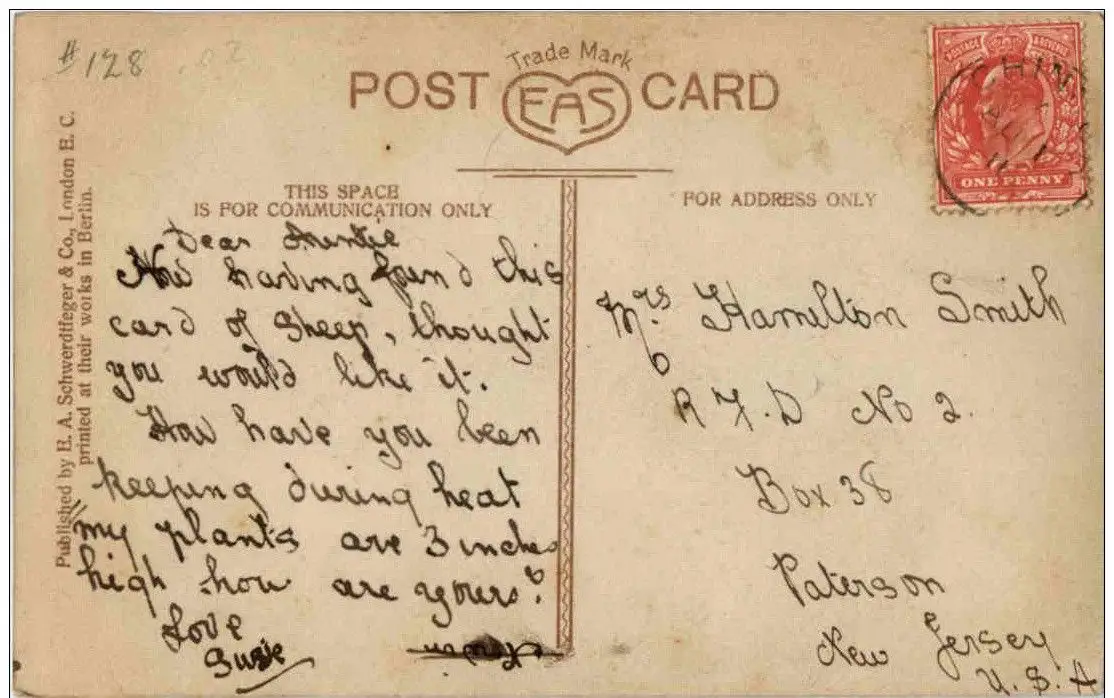 #128
Trade Mark
POST EAS CARD
THIS SPACE
IS FOR COMMUNICATION ONLY
FOR ADDRESS ONLY
POSTAGE & REVENUE
ONE PENNY
Published by E. A. Schwerdtfeger & Co., London E. C.
printed at their works in Berlin.
Dear Auntie
having found this
card of sheep, thought
you would like it.
How have you been
keeping during heat
my plants are 3 inches
high how are yours?
Love
Susie
Mrs Hamilton Smith
R F. D No 2.
Box 38
Paterson
New Jersey
U. S. A